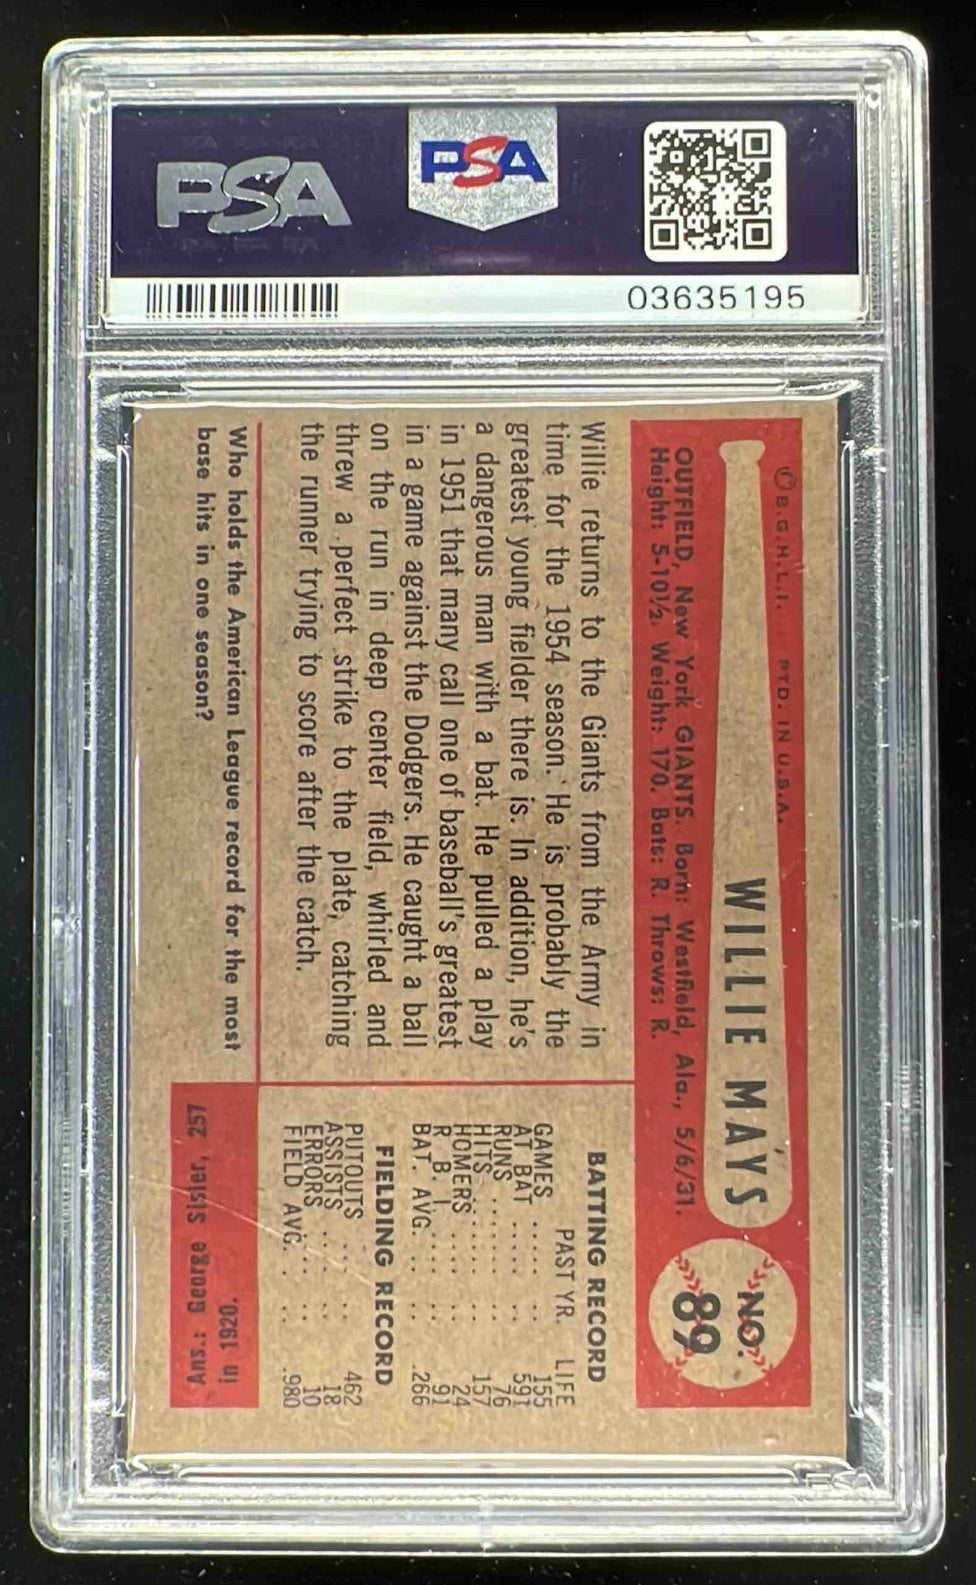 PSA
PSA
03635195
© B.G.H.L.I. PTD. IN U.S.A.
WILLIE MAYS
NO.
89
OUTFIELD, New York GIANTS. Born: Westfield, Ala., 5/6/31.
Height: 5-10½. Weight: 170. Bats: R. Throws: R.
Willie returns to the Giants from the Army in
time for the 1954 season. He is probably the
greatest young fielder there is. In addition, he's
a dangerous man with a bat. He pulled a play
in 1951 that many call one of baseball's greatest
in a game against the Dodgers. He caught a ball
on the run in deep center field, whirled and
threw a perfect strike to the plate, catching
the runner trying to score after the catch.
BATTING RECORD
PAST YR. LIFE
GAMES ..... .. 155
AT BAT ..... .. 591
RUNS ....... .. 76
HITS ....... .. 157
HOMERS ..... .. 24
R. B. I. .... .. 91
BAT. AVG. ... .. .266
FIELDING RECORD
PUTOUTS .... .. 462
ASSISTS .... .. 18
ERRORS .... .. 10
FIELD AVG. . .. .980
Who holds the American League record for the most
base hits in one season?
Ans.: George Sisler, 257
in 1920.
PSA